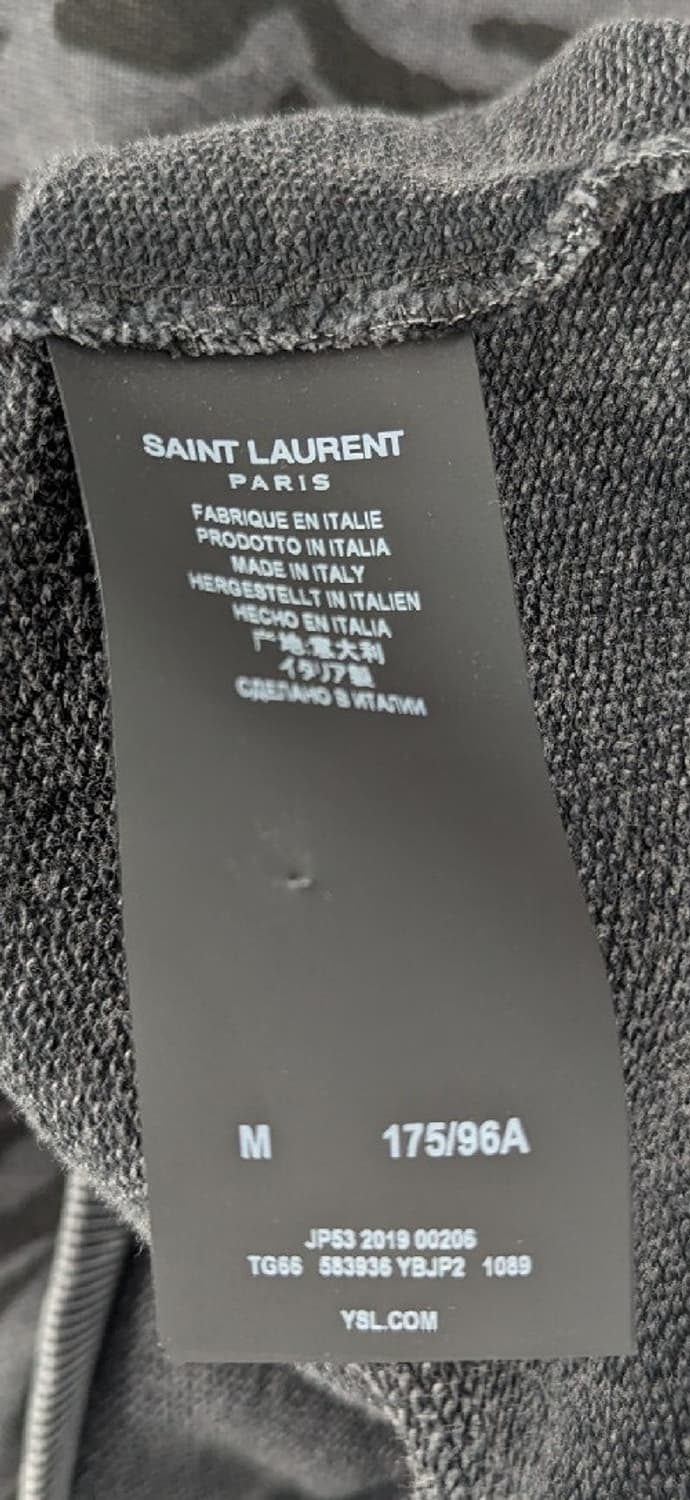 SAINT LAURENT
PARIS
FABRIQUE EN ITALIE
PRODOTTO IN ITALIA
MADE IN ITALY
HERGESTELLT IN ITALIEN
HECHO EN ITALIA
产地:意大利
イタリア製
СДЕЛАНО В ИТАЛИИ
M 175/96A
JP53 2019 00206
TG66 583936 YBJP2 1089
YSL.COM